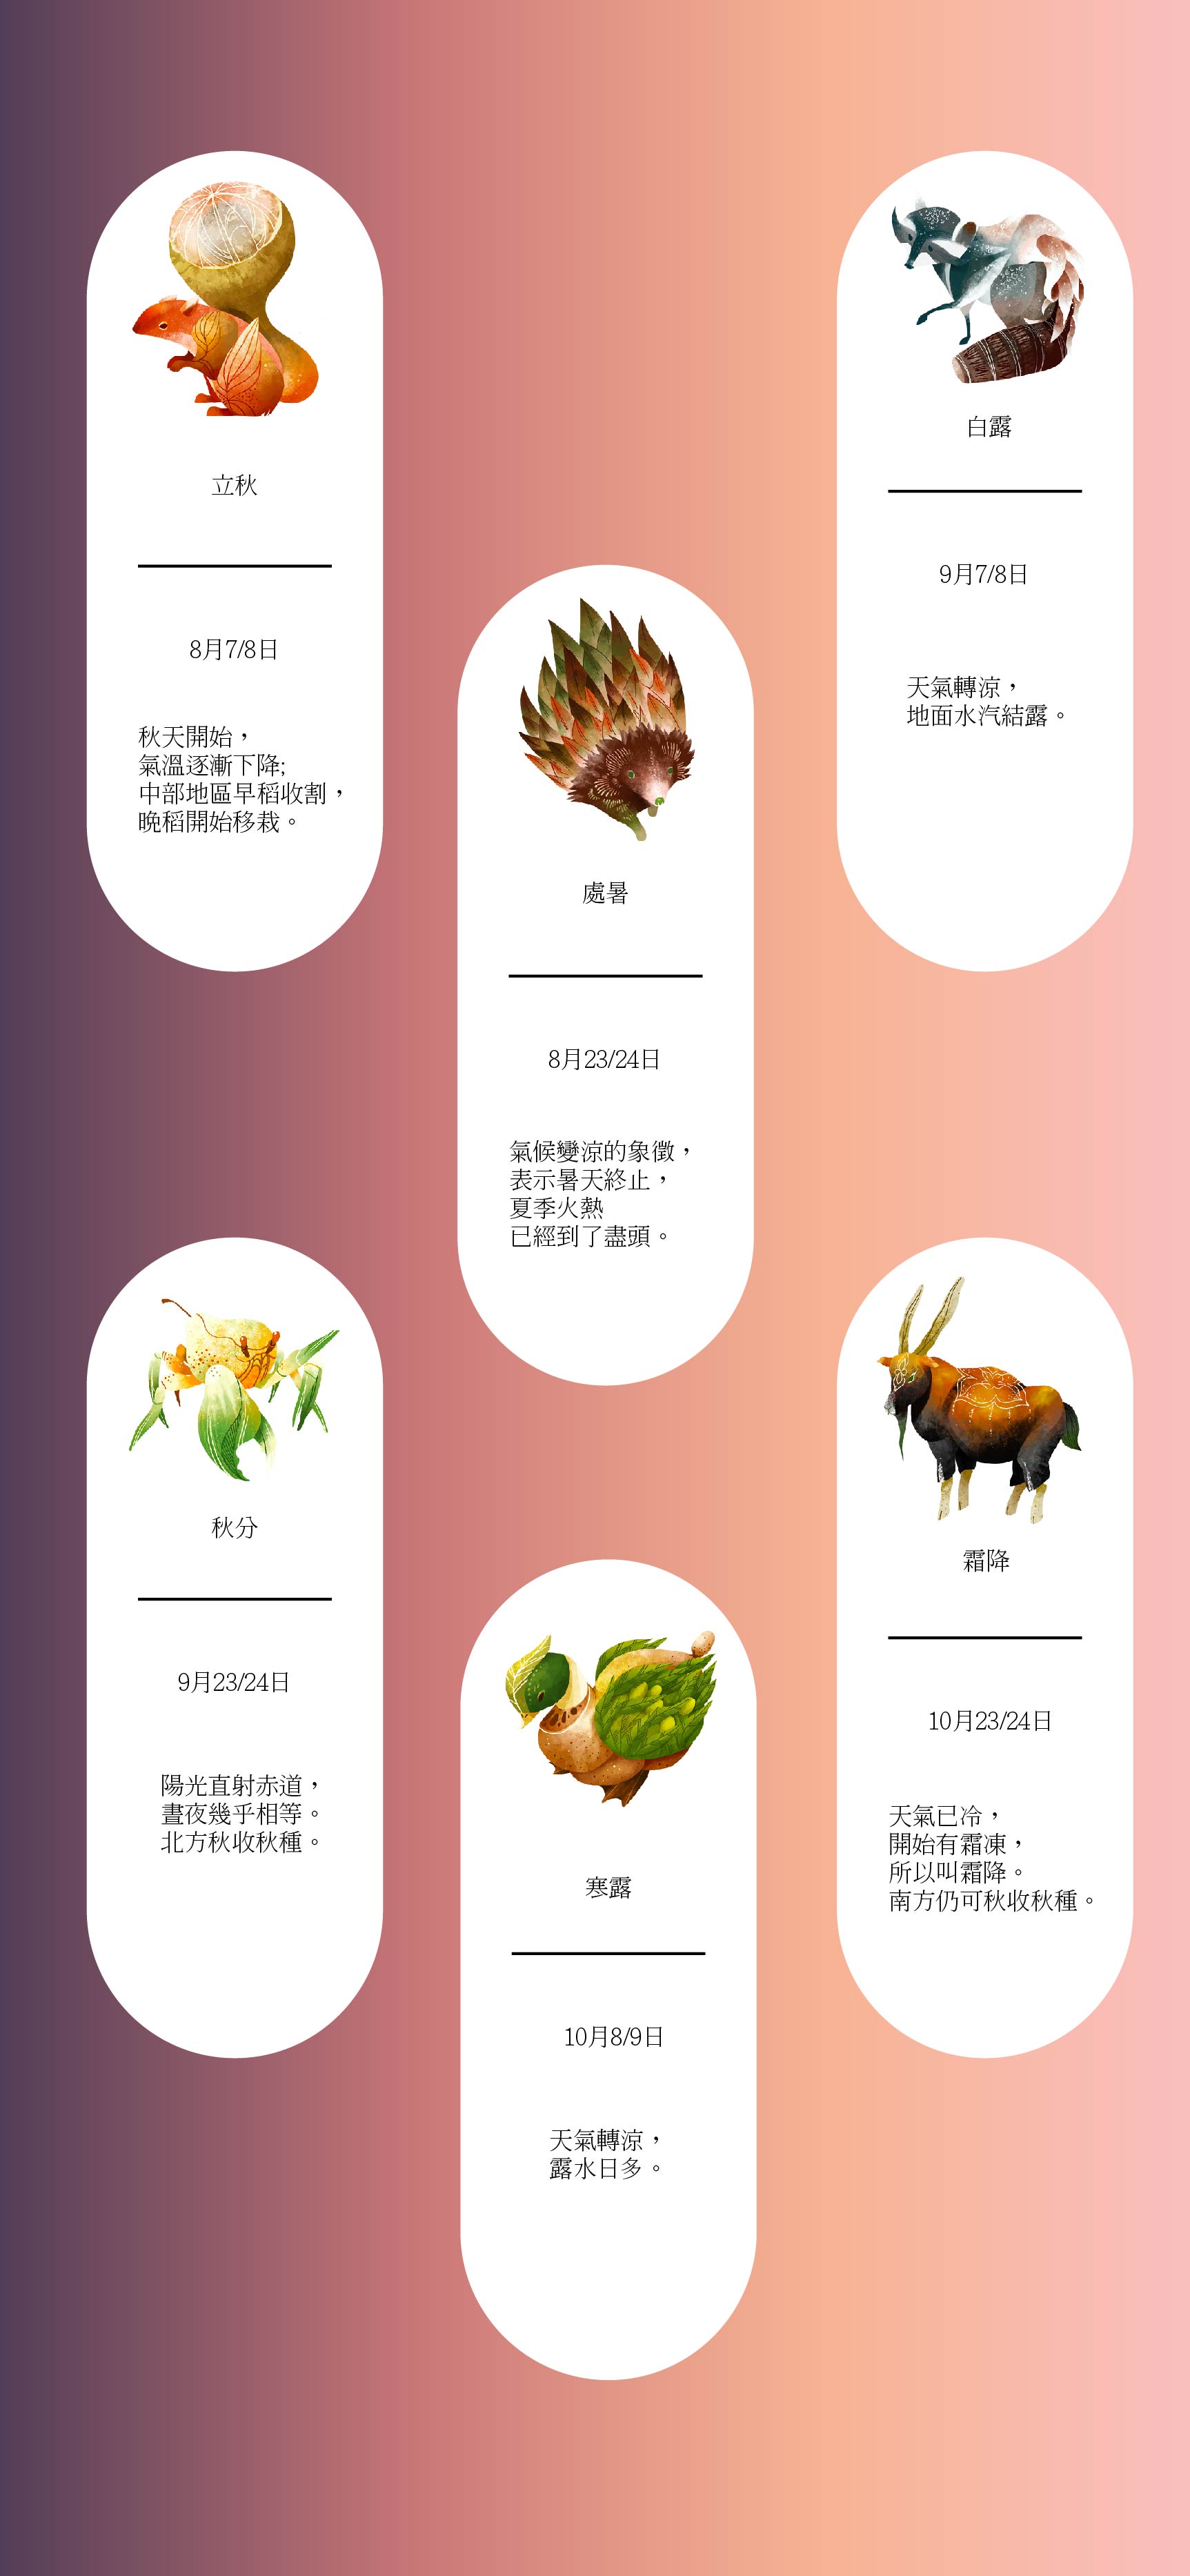 立秋
8月7/8日
秋天開始，
氣溫逐漸下降;
中部地區早稻收割，
晚稻開始移栽。
處暑
8月23/24日
氣候變涼的象徵，
表示暑天終止，
夏季火熱
已經到了盡頭。
白露
9月7/8日
天氣轉涼，
地面水汽結露。
秋分
9月23/24日
陽光直射赤道，
晝夜幾乎相等。
北方秋收秋種。
寒露
10月8/9日
天氣轉涼，
露水日多。
霜降
10月23/24日
天氣已冷，
開始有霜凍，
所以叫霜降。
南方仍可秋收秋種。